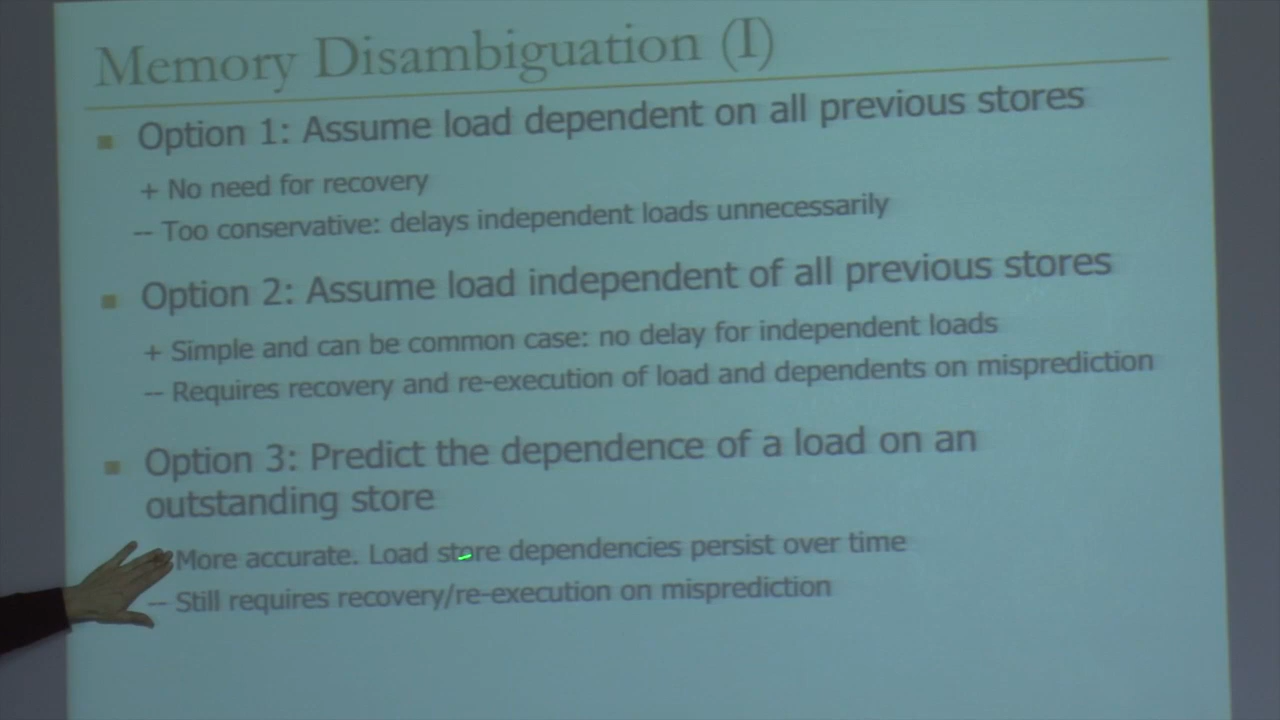 Memory Disambiguation (I)
Option 1: Assume load dependent on all previous stores
+ No need for recovery
-- Too conservative: delays independent loads unnecessarily
Option 2: Assume load independent of all previous stores
+ Simple and can be common case: no delay for independent loads
-- Requires recovery and re-execution of load and dependents on misprediction
Option 3: Predict the dependence of a load on an
outstanding store
More accurate. Load store dependencies persist over time
-- Still requires recovery/re-execution on misprediction